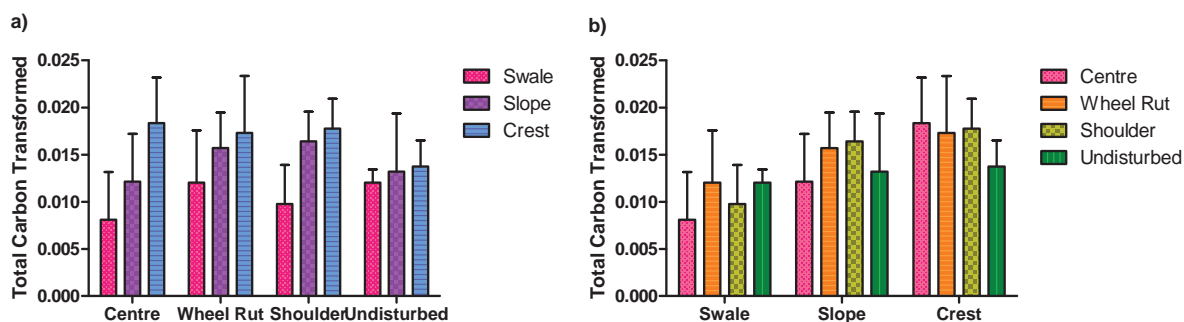 a)
Total Carbon Transformed
0.025
0.020
0.015
0.010
0.005
0.000
Centre Wheel Rut Shoulder Undisturbed
Swale
Slope
Crest
b)
Total Carbon Transformed
0.025
0.020
0.015
0.010
0.005
0.000
Swale Slope Crest
Centre
Wheel Rut
Shoulder
Undisturbed